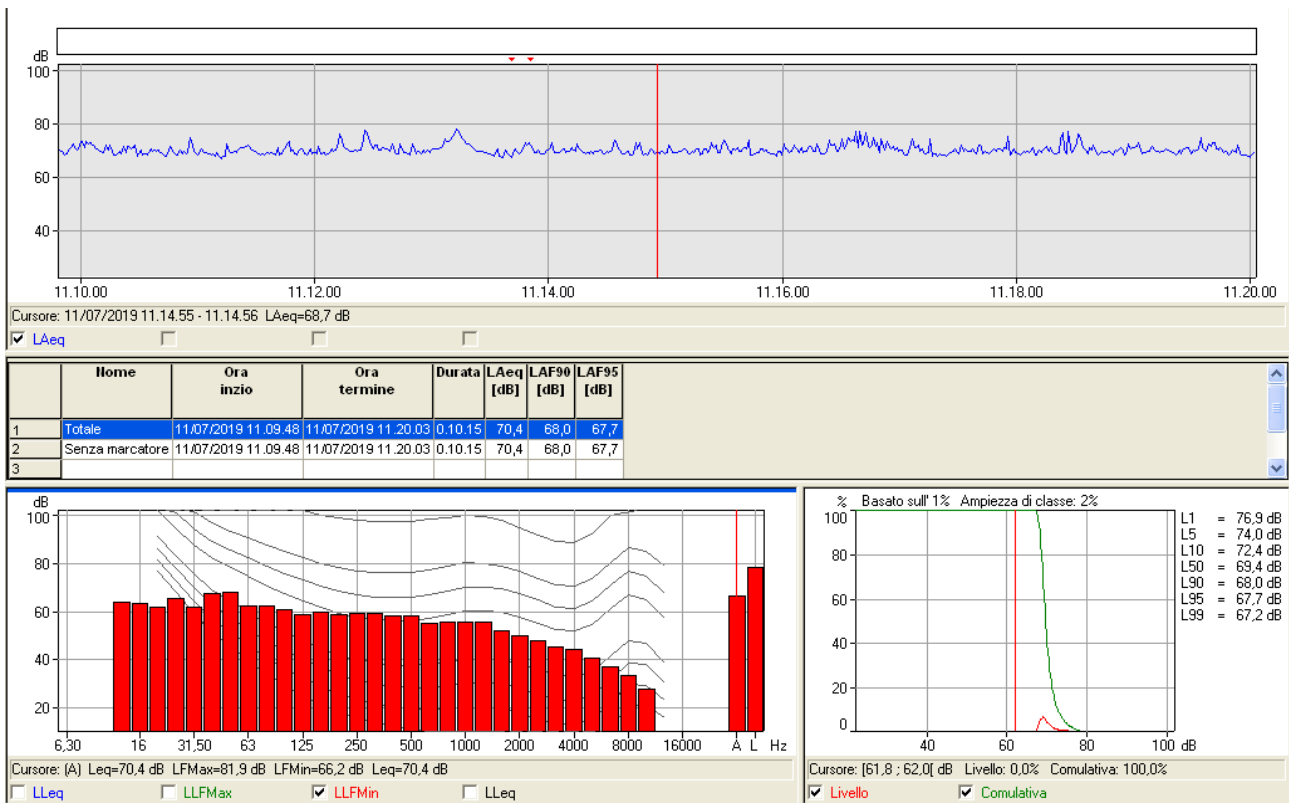 dB
100
80
60
40
11.10.00 11.12.00 11.14.00 11.16.00 11.18.00 11.20.00
Cursore: 11/07/2019 11.14.55 - 11.14.56 LAeq=68,7 dB
LAeq
Nome Ora inzio Ora termine Durata LAeq [dB] LAF90 [dB] LAF95 [dB]
1 Totale 11/07/2019 11.09.48 11/07/2019 11.20.03 0.10.15 70,4 68,0 67,7
2 Senza marcatore 11/07/2019 11.09.48 11/07/2019 11.20.03 0.10.15 70,4 68,0 67,7
3
dB
100
80
60
40
20
6,30 16 31,50 63 125 250 500 1000 2000 4000 8000 16000 A L Hz
Cursore: (A) Leq=70,4 dB LFMax=81,9 dB LFMin=66,2 dB Leq=70,4 dB
LLeq LLFMax LLFMin LLeq
% Basato sull' 1% Ampiezza di classe: 2%
100
80
60
40
20
0
40 60 80 100 dB
L1 = 76,9 dB
L5 = 74,0 dB
L10 = 72,4 dB
L50 = 69,4 dB
L90 = 68,0 dB
L95 = 67,7 dB
L99 = 67,2 dB
Cursore: [61,8 ; 62,0[ dB Livello: 0,0% Comulativa: 100,0%
Livello Comulativa